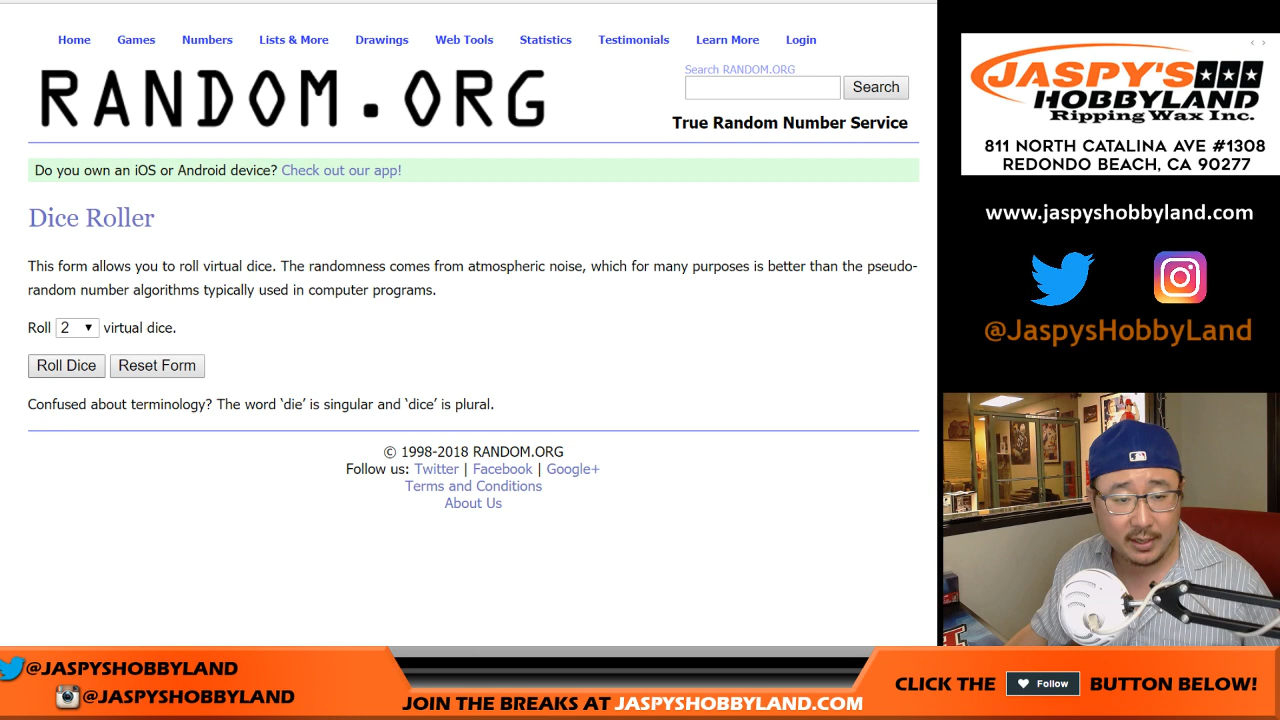 Home Games Numbers Lists & More Drawings Web Tools Statistics Testimonials Learn More Login
RANDOM.ORG
Search RANDOM.ORG
Search
True Random Number Service
Do you own an iOS or Android device? Check out our app!
Dice Roller
This form allows you to roll virtual dice. The randomness comes from atmospheric noise, which for many purposes is better than the pseudo-
random number algorithms typically used in computer programs.
Roll 2 virtual dice.
Roll Dice Reset Form
Confused about terminology? The word ‘die’ is singular and ‘dice’ is plural.
© 1998-2018 RANDOM.ORG
Follow us: Twitter | Facebook | Google+
Terms and Conditions
About Us
JASPY'S
HOBBYLAND
Ripping Wax Inc.
811 NORTH CATALINA AVE #1308
REDONDO BEACH, CA 90277
www.jaspyshobbyland.com
@JaspysHobbyLand
@JASPYSHOBBYLAND
@JASPYSHOBBYLAND
JOIN THE BREAKS AT JASPYSHOBBYLAND.COM
CLICK THE Follow BUTTON BELOW!